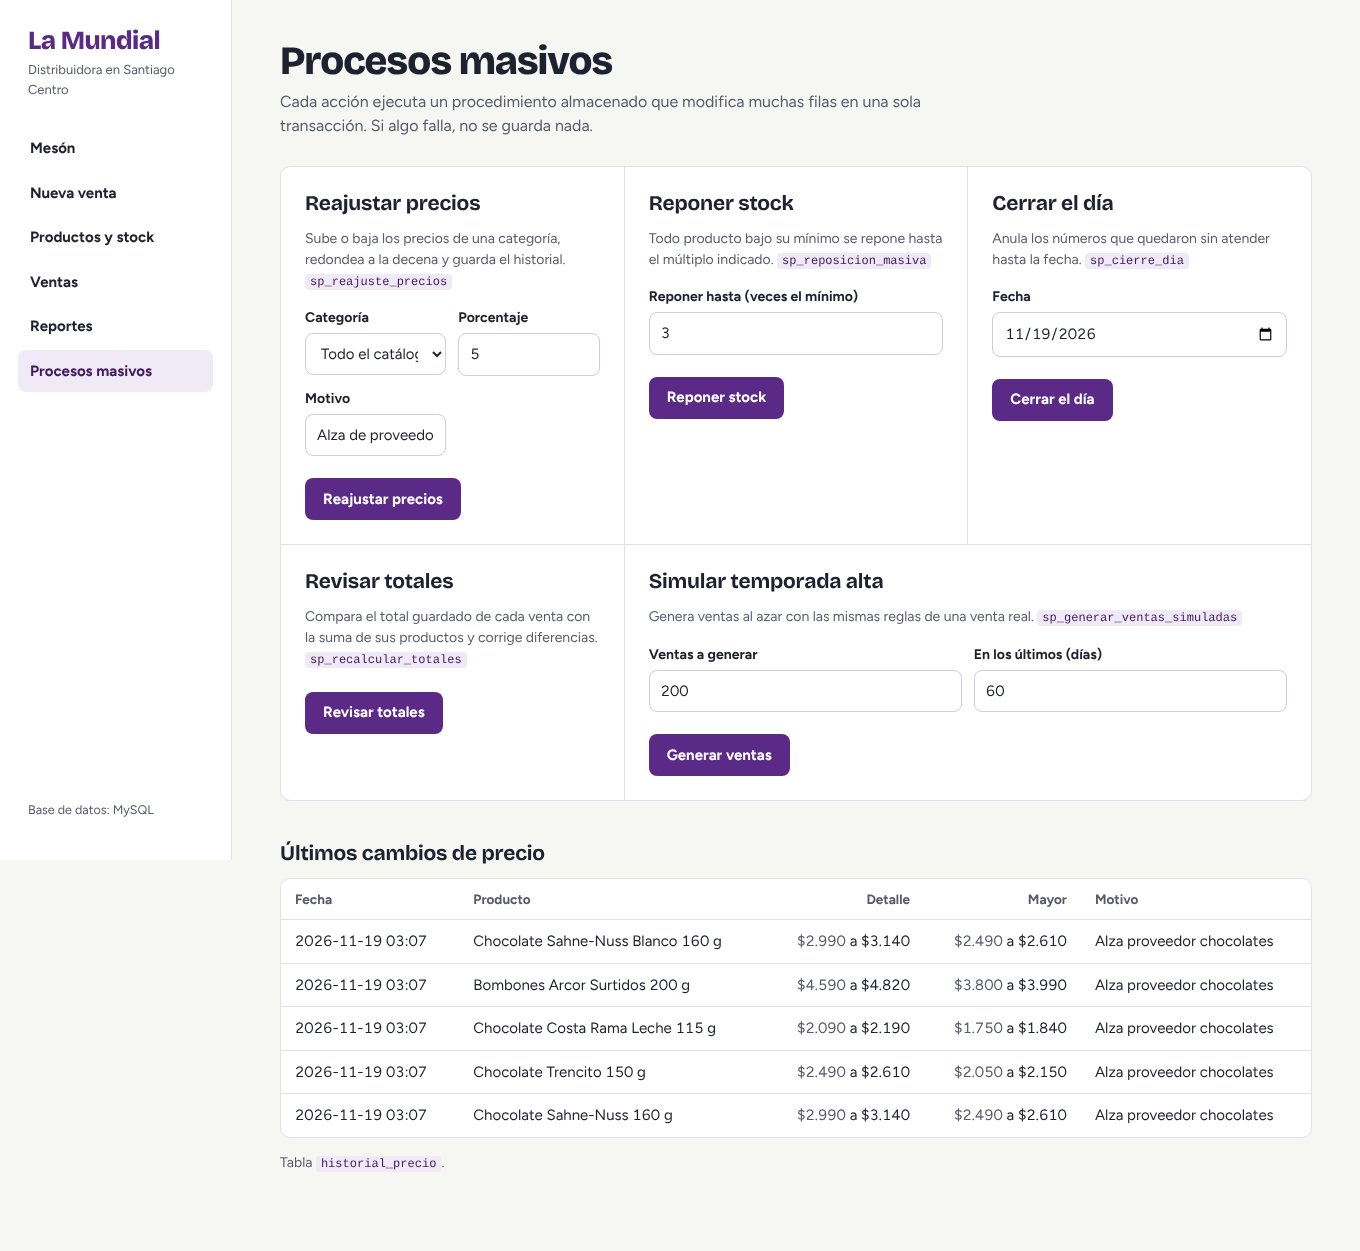 La Mundial
Distribuidora en Santiago
Centro
Mesón
Nueva venta
Productos y stock
Ventas
Reportes
Procesos masivos
Base de datos: MySQL
Procesos masivos
Cada acción ejecuta un procedimiento almacenado que modifica muchas filas en una sola
transacción. Si algo falla, no se guarda nada.
Reajustar precios
Sube o baja los precios de una categoría,
redondea a la decena y guarda el historial.
sp_reajuste_precios
Categoría Porcentaje
Todo el catálog 5
Motivo
Alza de proveedo
Reajustar precios
Reponer stock
Todo producto bajo su mínimo se repone hasta
el múltiplo indicado. sp_reposicion_masiva
Reponer hasta (veces el mínimo)
3
Reponer stock
Cerrar el día
Anula los números que quedaron sin atender
hasta la fecha. sp_cierre_dia
Fecha
11/19/2026
Cerrar el día
Revisar totales
Compara el total guardado de cada venta con
la suma de sus productos y corrige diferencias.
sp_recalcular_totales
Revisar totales
Simular temporada alta
Genera ventas al azar con las mismas reglas de una venta real. sp_generar_ventas_simuladas
Ventas a generar En los últimos (días)
200 60
Generar ventas
Últimos cambios de precio
Fecha Producto Detalle Mayor Motivo
2026-11-19 03:07 Chocolate Sahne-Nuss Blanco 160 g $2.990 a $3.140 $2.490 a $2.610 Alza proveedor chocolates
2026-11-19 03:07 Bombones Arcor Surtidos 200 g $4.590 a $4.820 $3.800 a $3.990 Alza proveedor chocolates
2026-11-19 03:07 Chocolate Costa Rama Leche 115 g $2.090 a $2.190 $1.750 a $1.840 Alza proveedor chocolates
2026-11-19 03:07 Chocolate Trencito 150 g $2.490 a $2.610 $2.050 a $2.150 Alza proveedor chocolates
2026-11-19 03:07 Chocolate Sahne-Nuss 160 g $2.990 a $3.140 $2.490 a $2.610 Alza proveedor chocolates
Tabla historial_precio.